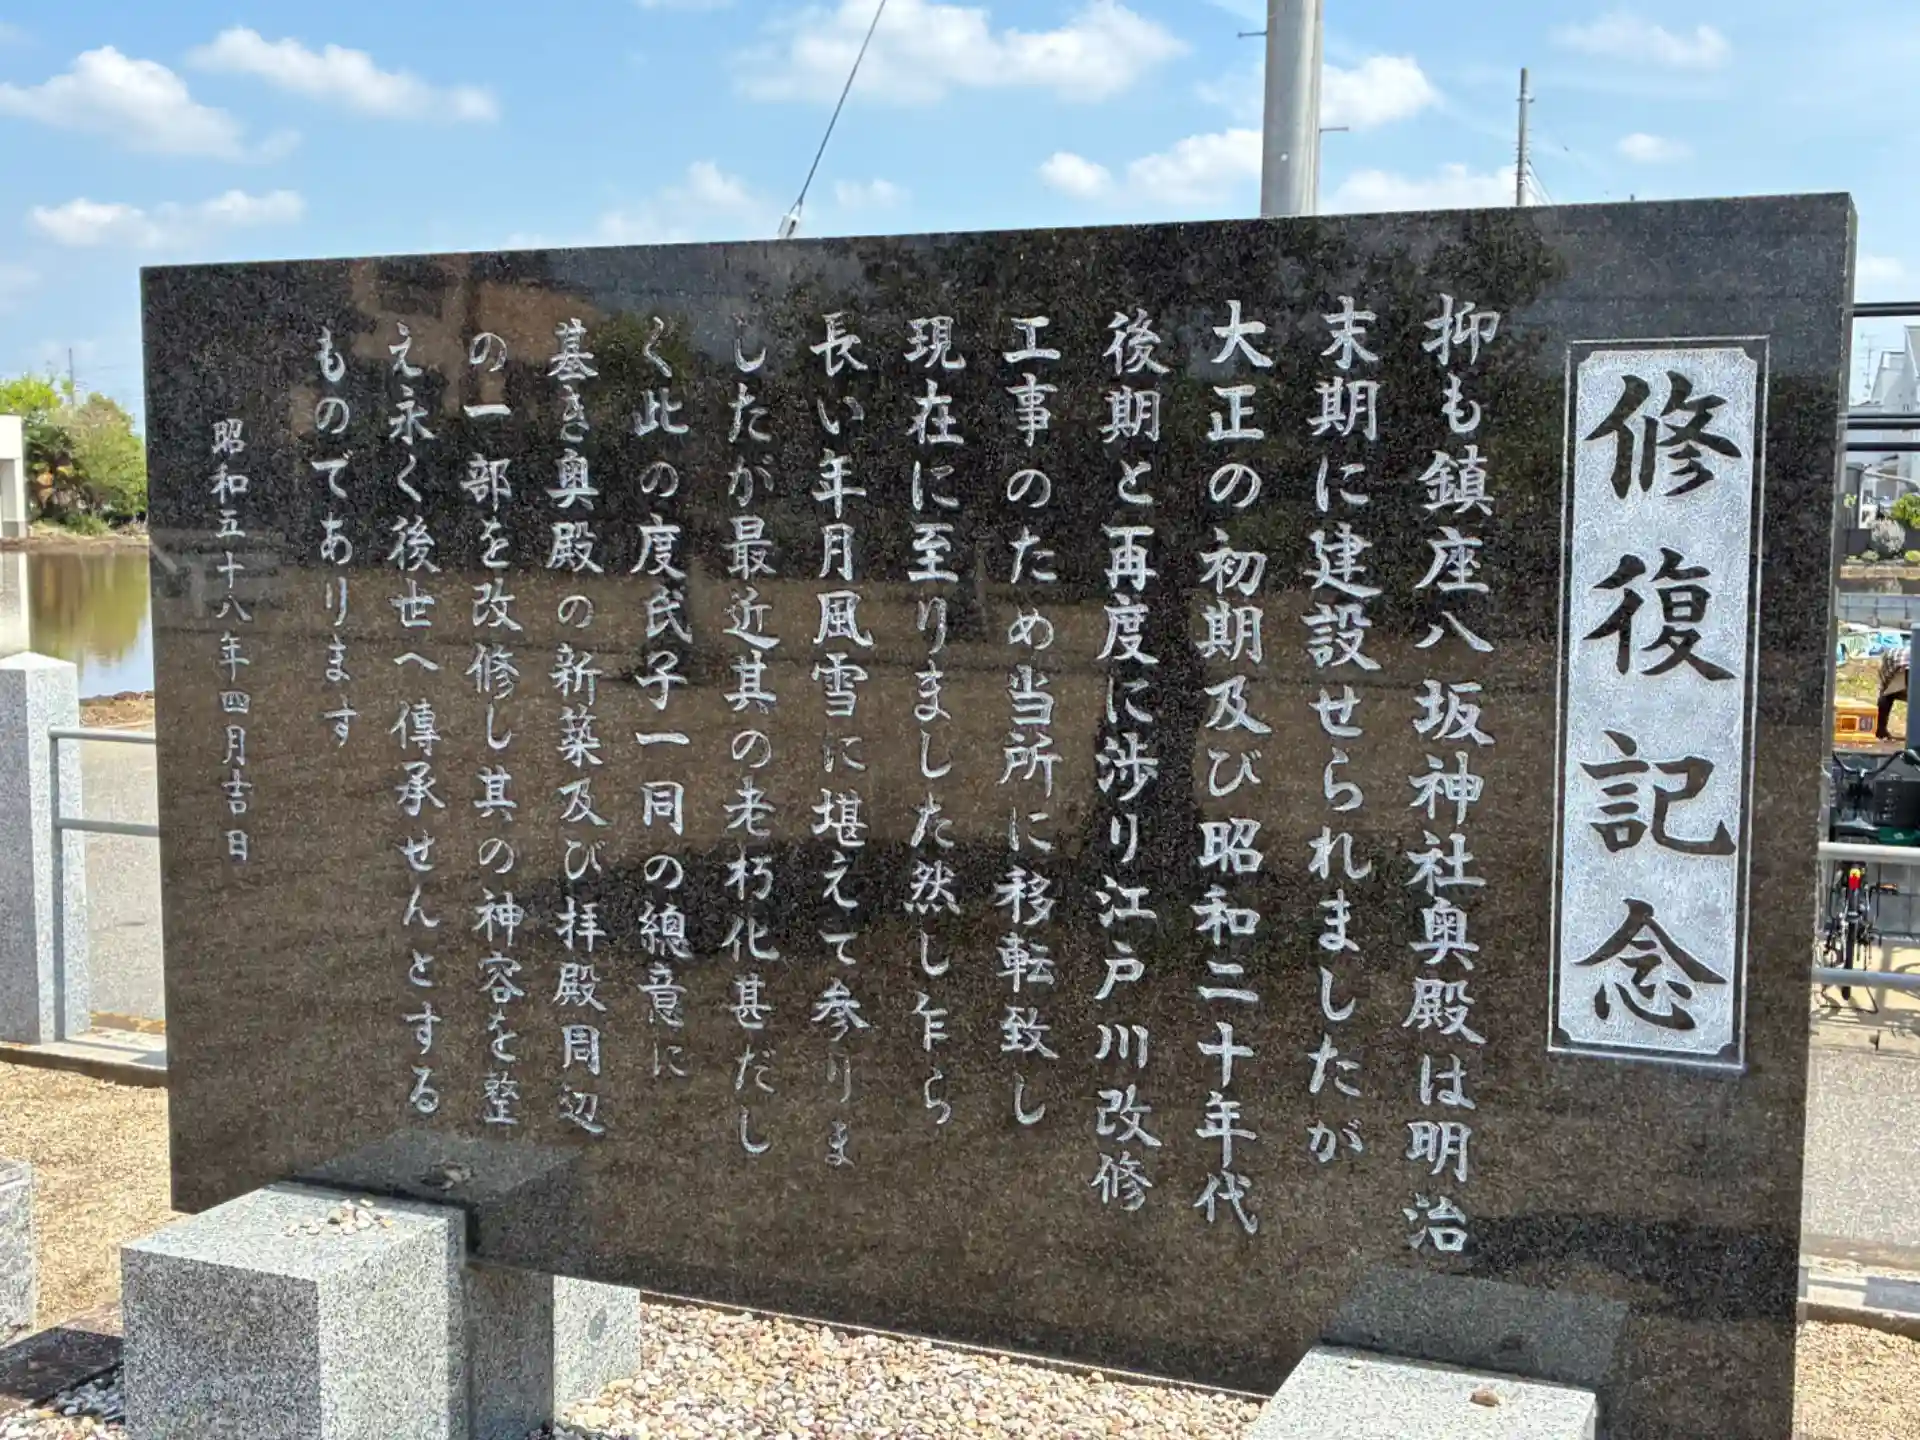 修復記念
抑も鎮座八坂神社奥殿は明治
末期に建設せられましたが
大正の初期及び昭和二十年代
後期と再度に渉り江戸川改修
工事のため当所に移転致し
現在に至りました然し乍ら
長い年月風雪に堪えて参りま
したが最近其の老朽化甚だし
く此の度氏子一同の總意に
基き奥殿の新築及び拝殿周辺
の一部を改修し其の神容を整
え永く後世へ傳承せんとする
ものであります
昭和五十八年四月吉日